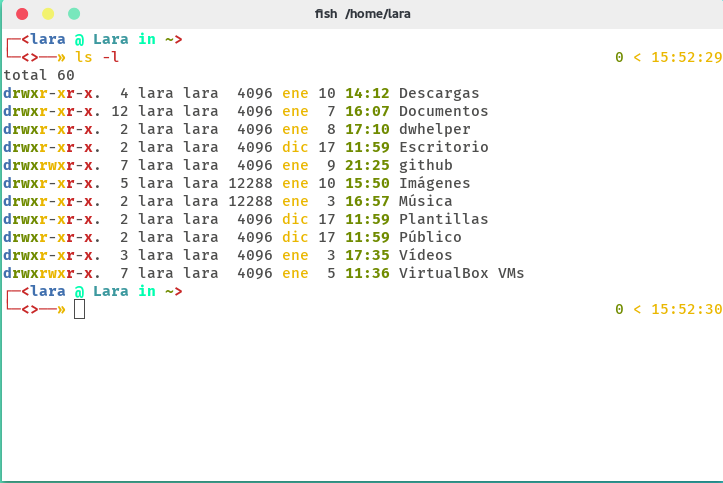 fish /home/lara
┌─<lara @ Lara in ~>
└─<>──» ls -l 0 < 15:52:29
total 60
drwxr-xr-x. 4 lara lara 4096 ene 10 14:12 Descargas
drwxr-xr-x. 12 lara lara 4096 ene 7 16:07 Documentos
drwxr-xr-x. 2 lara lara 4096 ene 8 17:10 dwhelper
drwxr-xr-x. 2 lara lara 4096 dic 17 11:59 Escritorio
drwxrwxr-x. 7 lara lara 4096 ene 9 21:25 github
drwxr-xr-x. 5 lara lara 12288 ene 10 15:50 Imágenes
drwxr-xr-x. 2 lara lara 12288 ene 3 16:57 Música
drwxr-xr-x. 2 lara lara 4096 dic 17 11:59 Plantillas
drwxr-xr-x. 2 lara lara 4096 dic 17 11:59 Público
drwxr-xr-x. 3 lara lara 4096 ene 3 17:35 Vídeos
drwxrwxr-x. 7 lara lara 4096 ene 5 11:36 VirtualBox VMs
┌─<lara @ Lara in ~>
└─<>──» 0 < 15:52:30